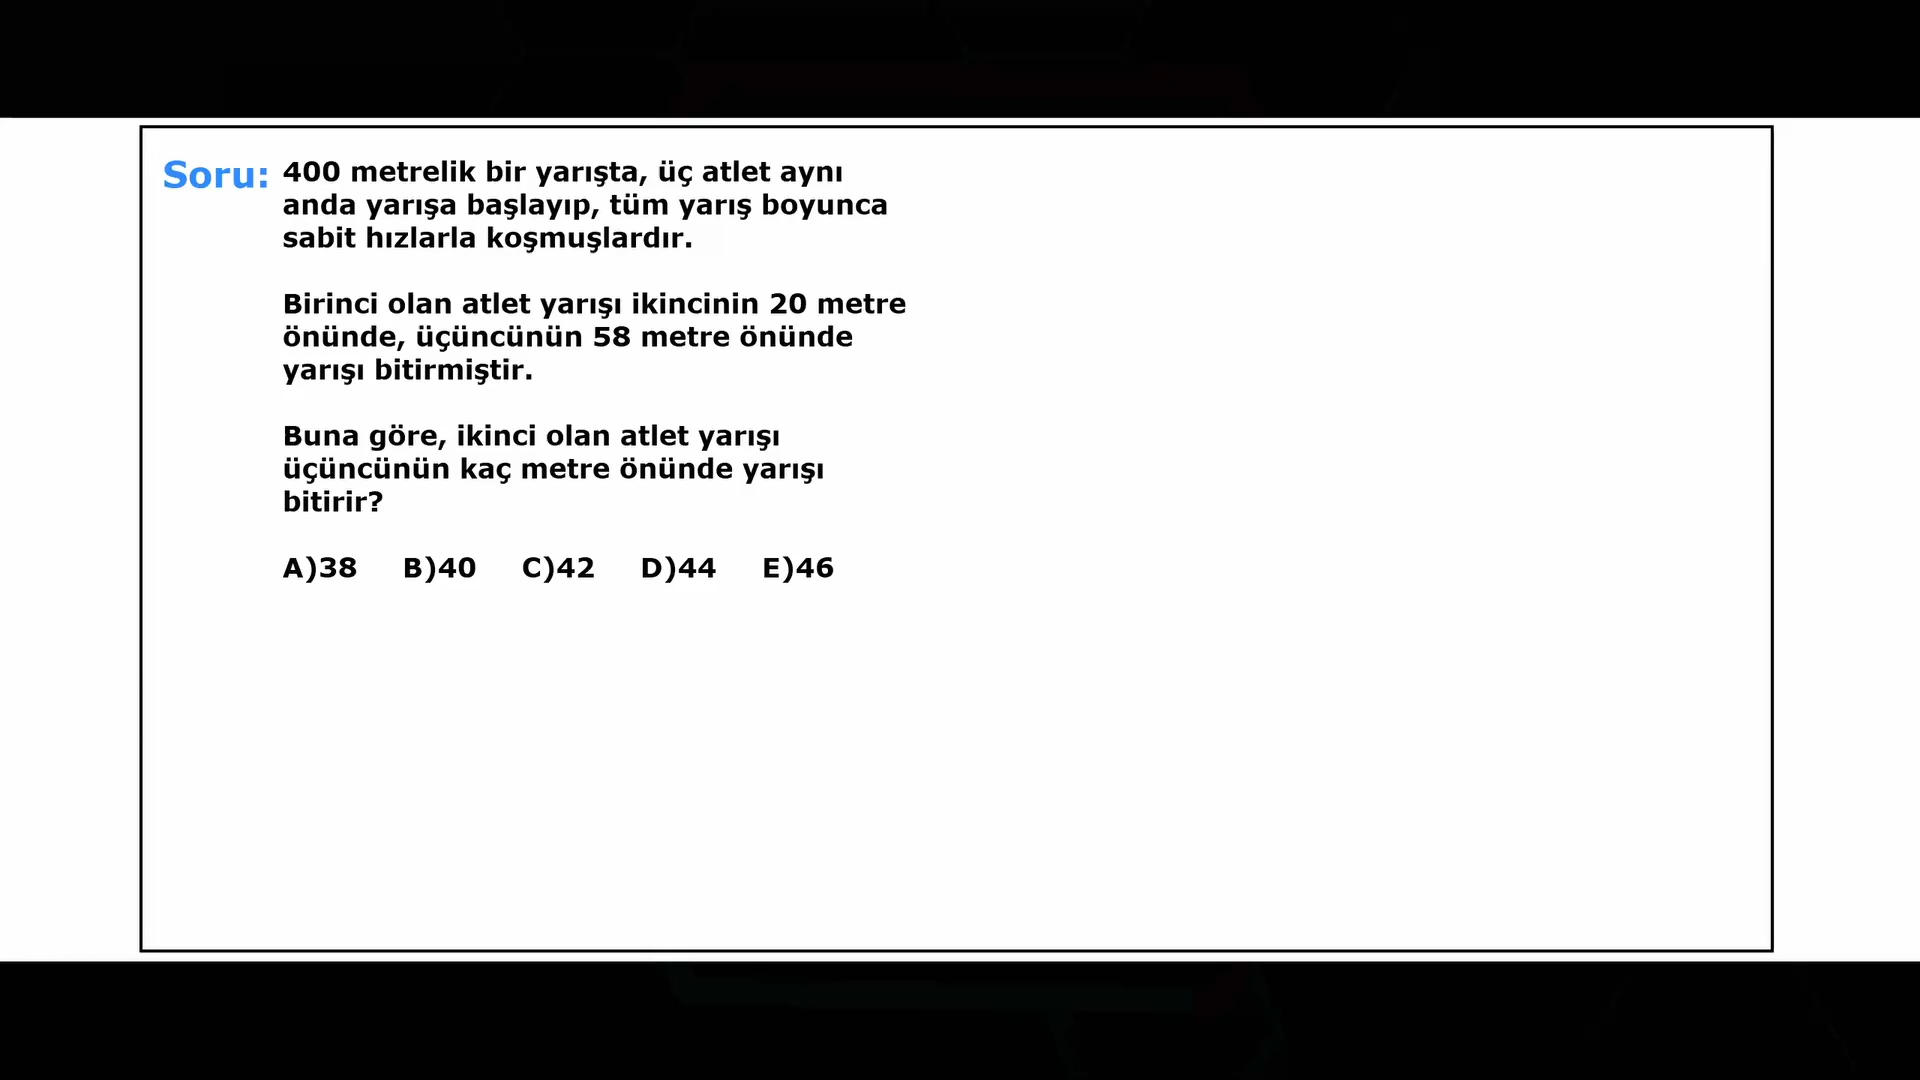 Soru: 400 metrelik bir yarışta, üç atlet aynı
anda yarışa başlayıp, tüm yarış boyunca
sabit hızlarla koşmuşlardır.
Birinci olan atlet yarışı ikincinin 20 metre
önünde, üçüncünün 58 metre önünde
yarışı bitirmiştir.
Buna göre, ikinci olan atlet yarışı
üçüncünün kaç metre önünde yarışı
bitirir?
A)38 B)40 C)42 D)44 E)46